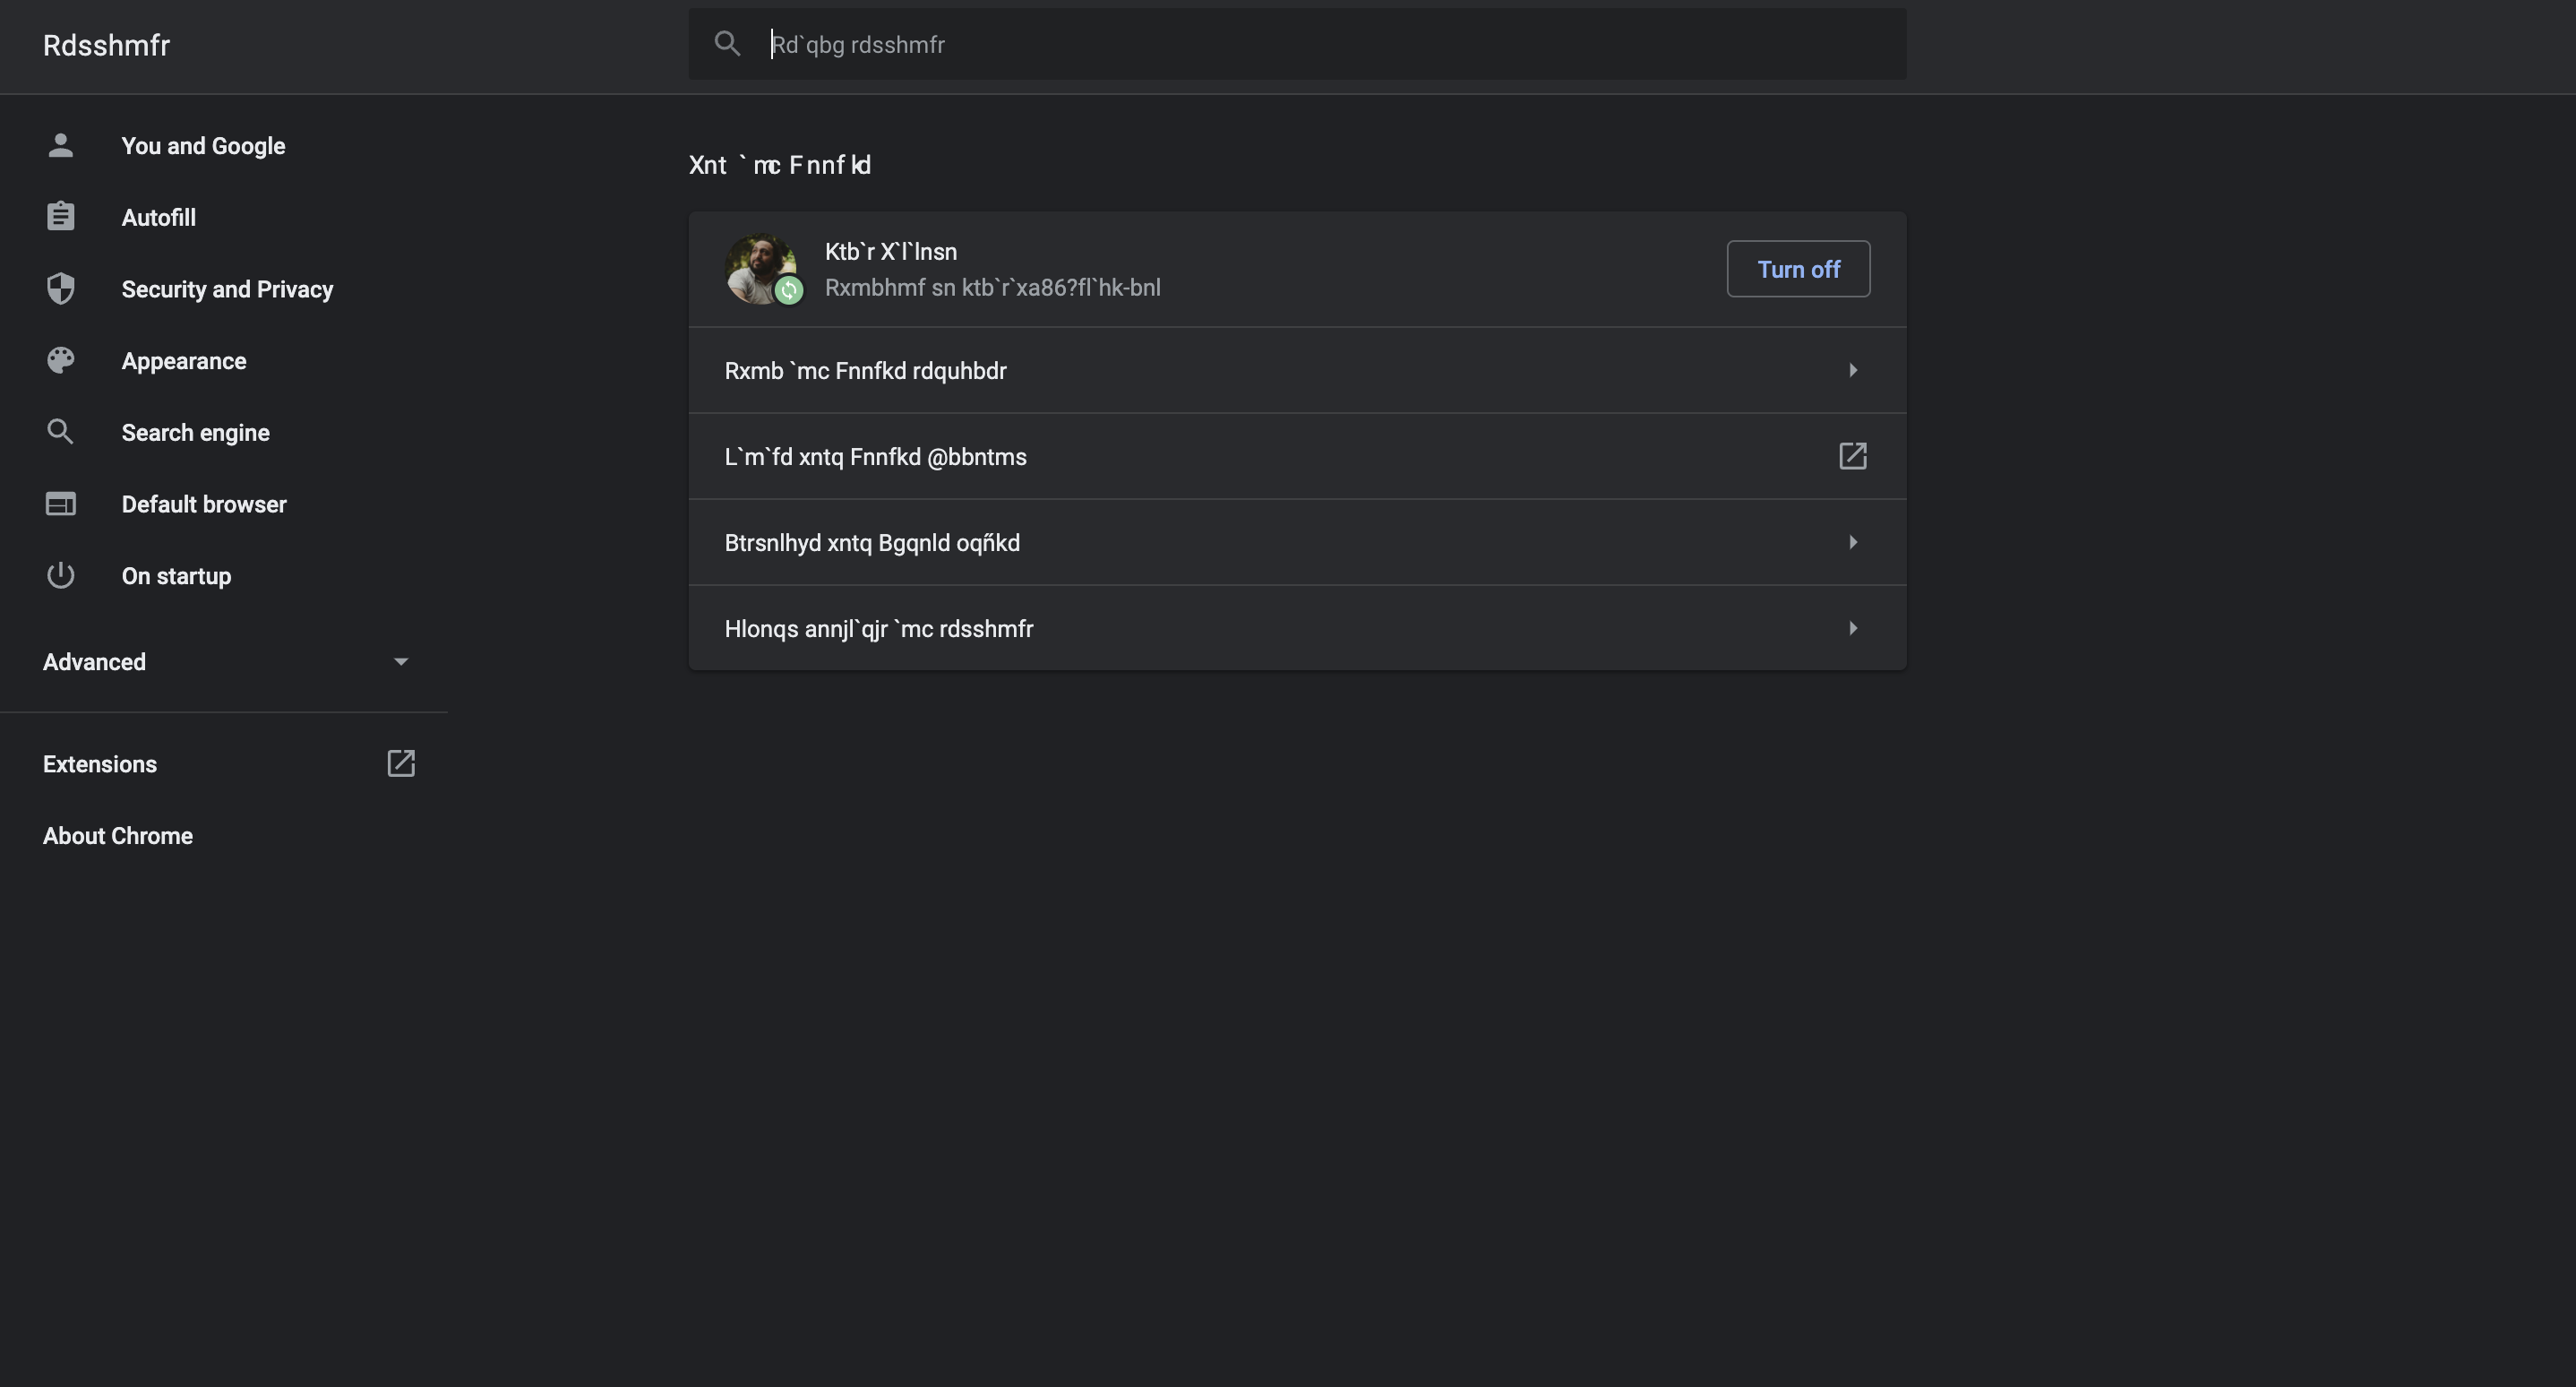 Rdsshmfr
Rd`qbg rdsshmfr
You and Google
Autofill
Security and Privacy
Appearance
Search engine
Default browser
On startup
Advanced
Extensions
About Chrome
Xnt `mc Fnnfkd
Ktb`r X`l`lnsn
Rxmbhmf sn ktb`r`xa86?fl`hk-bnl
Turn off
Rxmb `mc Fnnfkd rdquhbdr
L`m`fd xntq Fnnfkd @bbntms
Btrsnlhyd xntq Bgqnld oqñkd
Hlonqs annjl`qjr `mc rdsshmfr